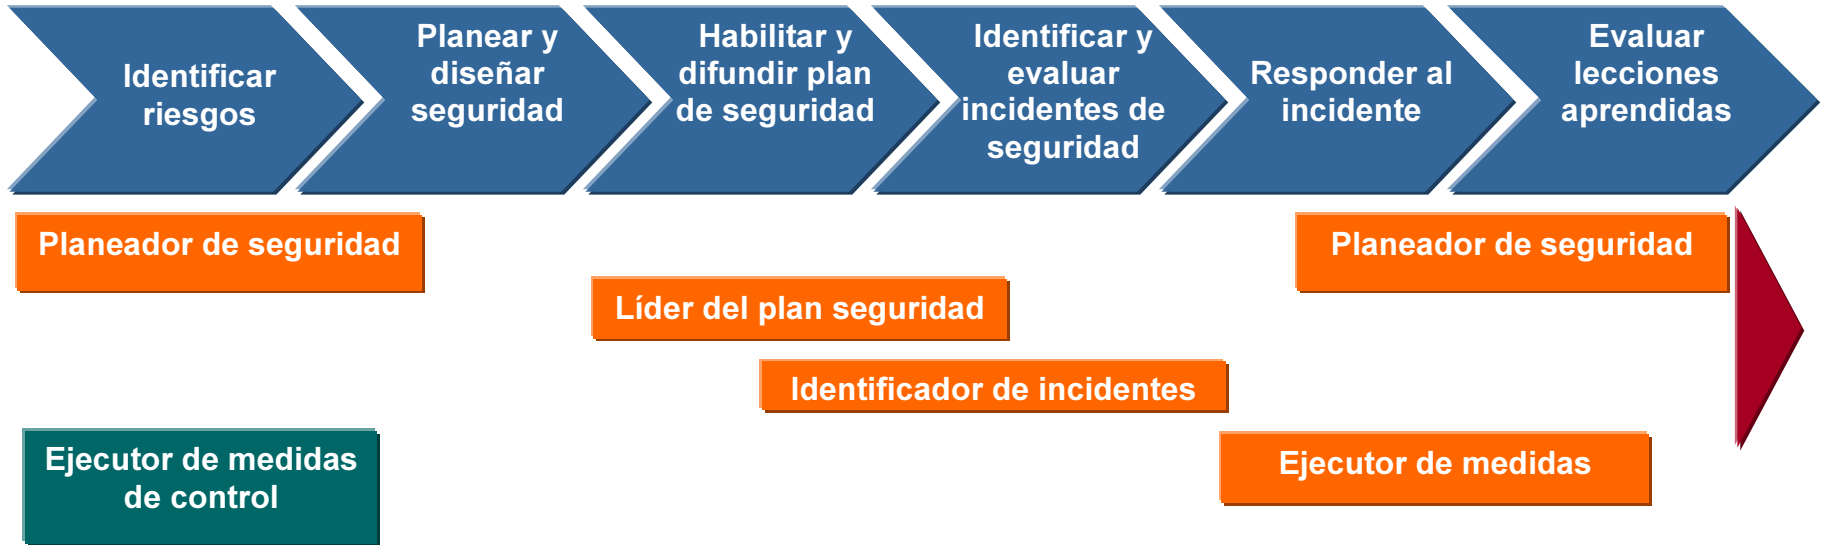 Identificar
riesgos
Planear y
diseñar
seguridad
Habilitar y
difundir plan
de seguridad
Identificar y
evaluar
incidentes de
seguridad
Responder al
incidente
Evaluar
lecciones
aprendidas
Planeador de seguridad
Planeador de seguridad
Líder del plan seguridad
Identificador de incidentes
Ejecutor de medidas
de control
Ejecutor de medidas